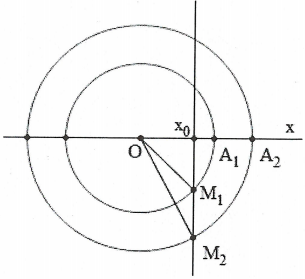 x₀ x
O A₁ A₂
M₁
M₂